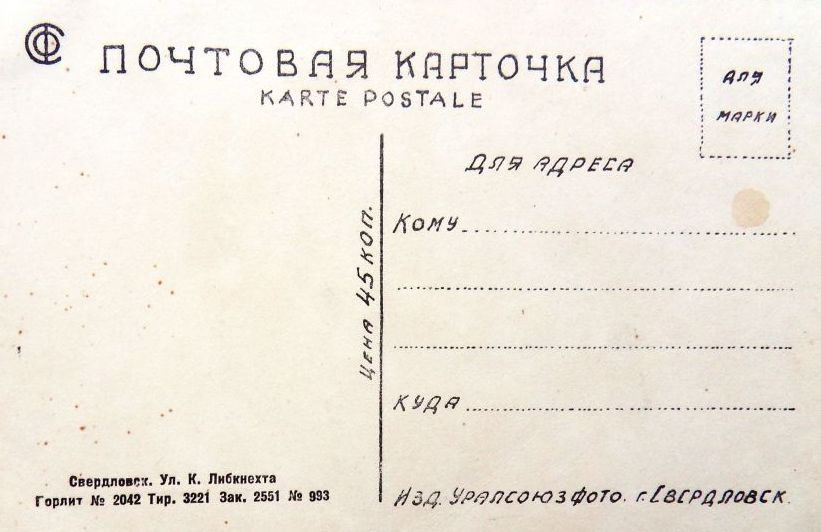 ПОЧТОВАЯ КАРТОЧКА
KARTE POSTALE
ДЛЯ
МАРКИ
ДЛЯ АДРЕСА
КОМУ
КУДА
ЦЕНА 45 КОП.
Свердловск. Ул. К. Либкнехта
Горлит № 2042 Тир. 3221 Зак. 2551 № 993
ИЗД. УРАЛСОЮЗФОТО. г. СВЕРДЛОВСК.